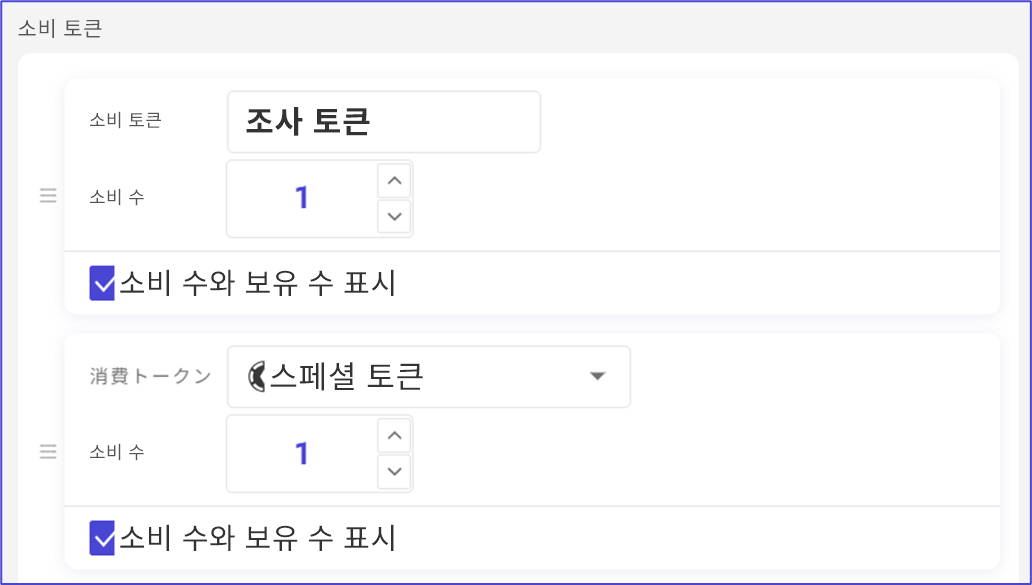 소비 토큰
소비 토큰 조사 토큰
소비 수 1
소비 수와 보유 수 표시
消費トークン 스페셜 토큰
소비 수 1
소비 수와 보유 수 표시